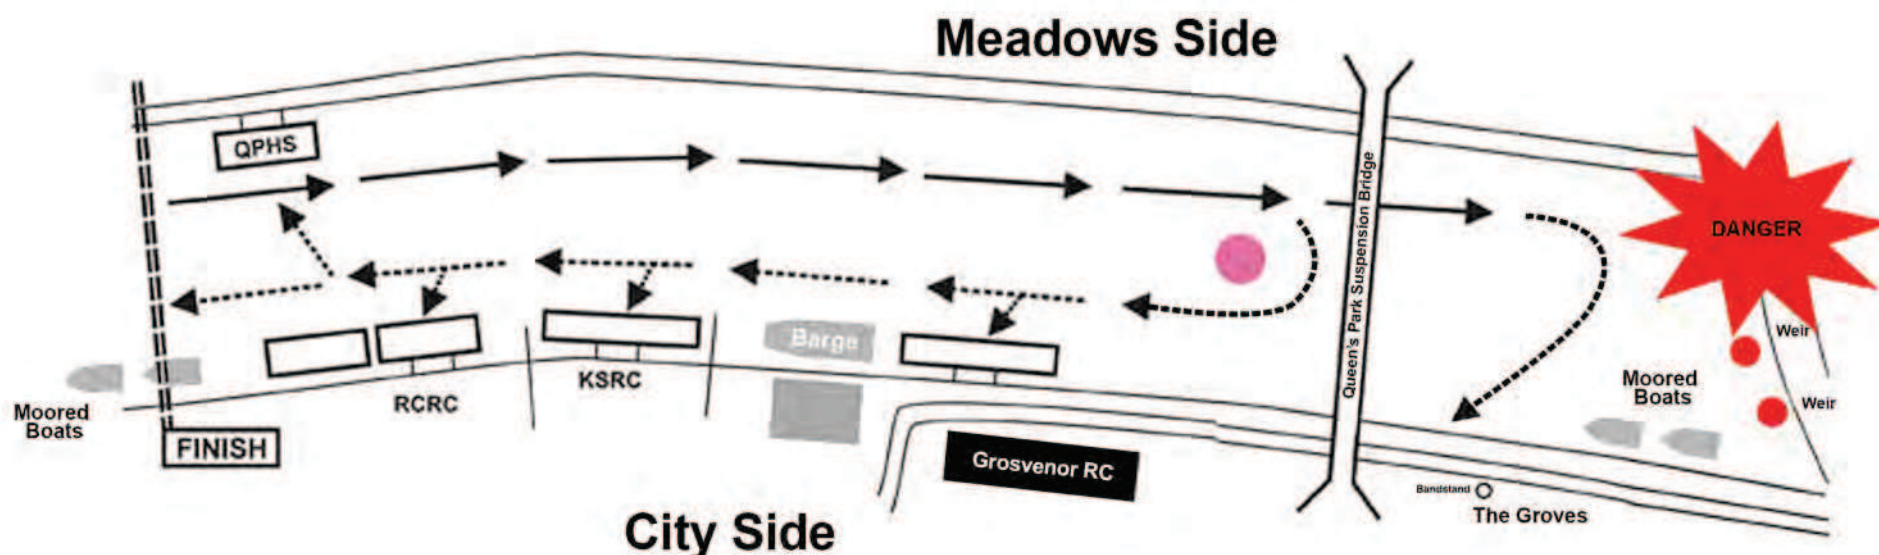 Meadows Side
QPHS
Queen's Park Suspension Bridge
DANGER
Weir
Barge
Moored
Boats
KSRC
RCRC
Weir
Moored
Boats
FINISH
Grosvenor RC
Bandstand
The Groves
City Side